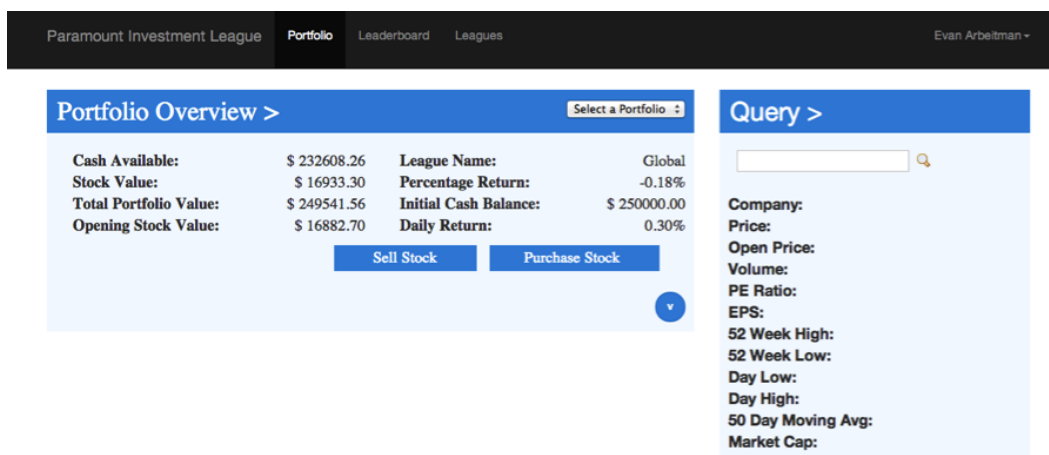 Paramount Investment League Portfolio Leaderboard Leagues Evan Arbeitman
Portfolio Overview > Select a Portfolio
Cash Available: $ 232608.26 League Name: Global
Stock Value: $ 16933.30 Percentage Return: -0.18%
Total Portfolio Value: $ 249541.56 Initial Cash Balance: $ 250000.00
Opening Stock Value: $ 16882.70 Daily Return: 0.30%
Sell Stock Purchase Stock
v
Query >
Company:
Price:
Open Price:
Volume:
PE Ratio:
EPS:
52 Week High:
52 Week Low:
Day Low:
Day High:
50 Day Moving Avg:
Market Cap: